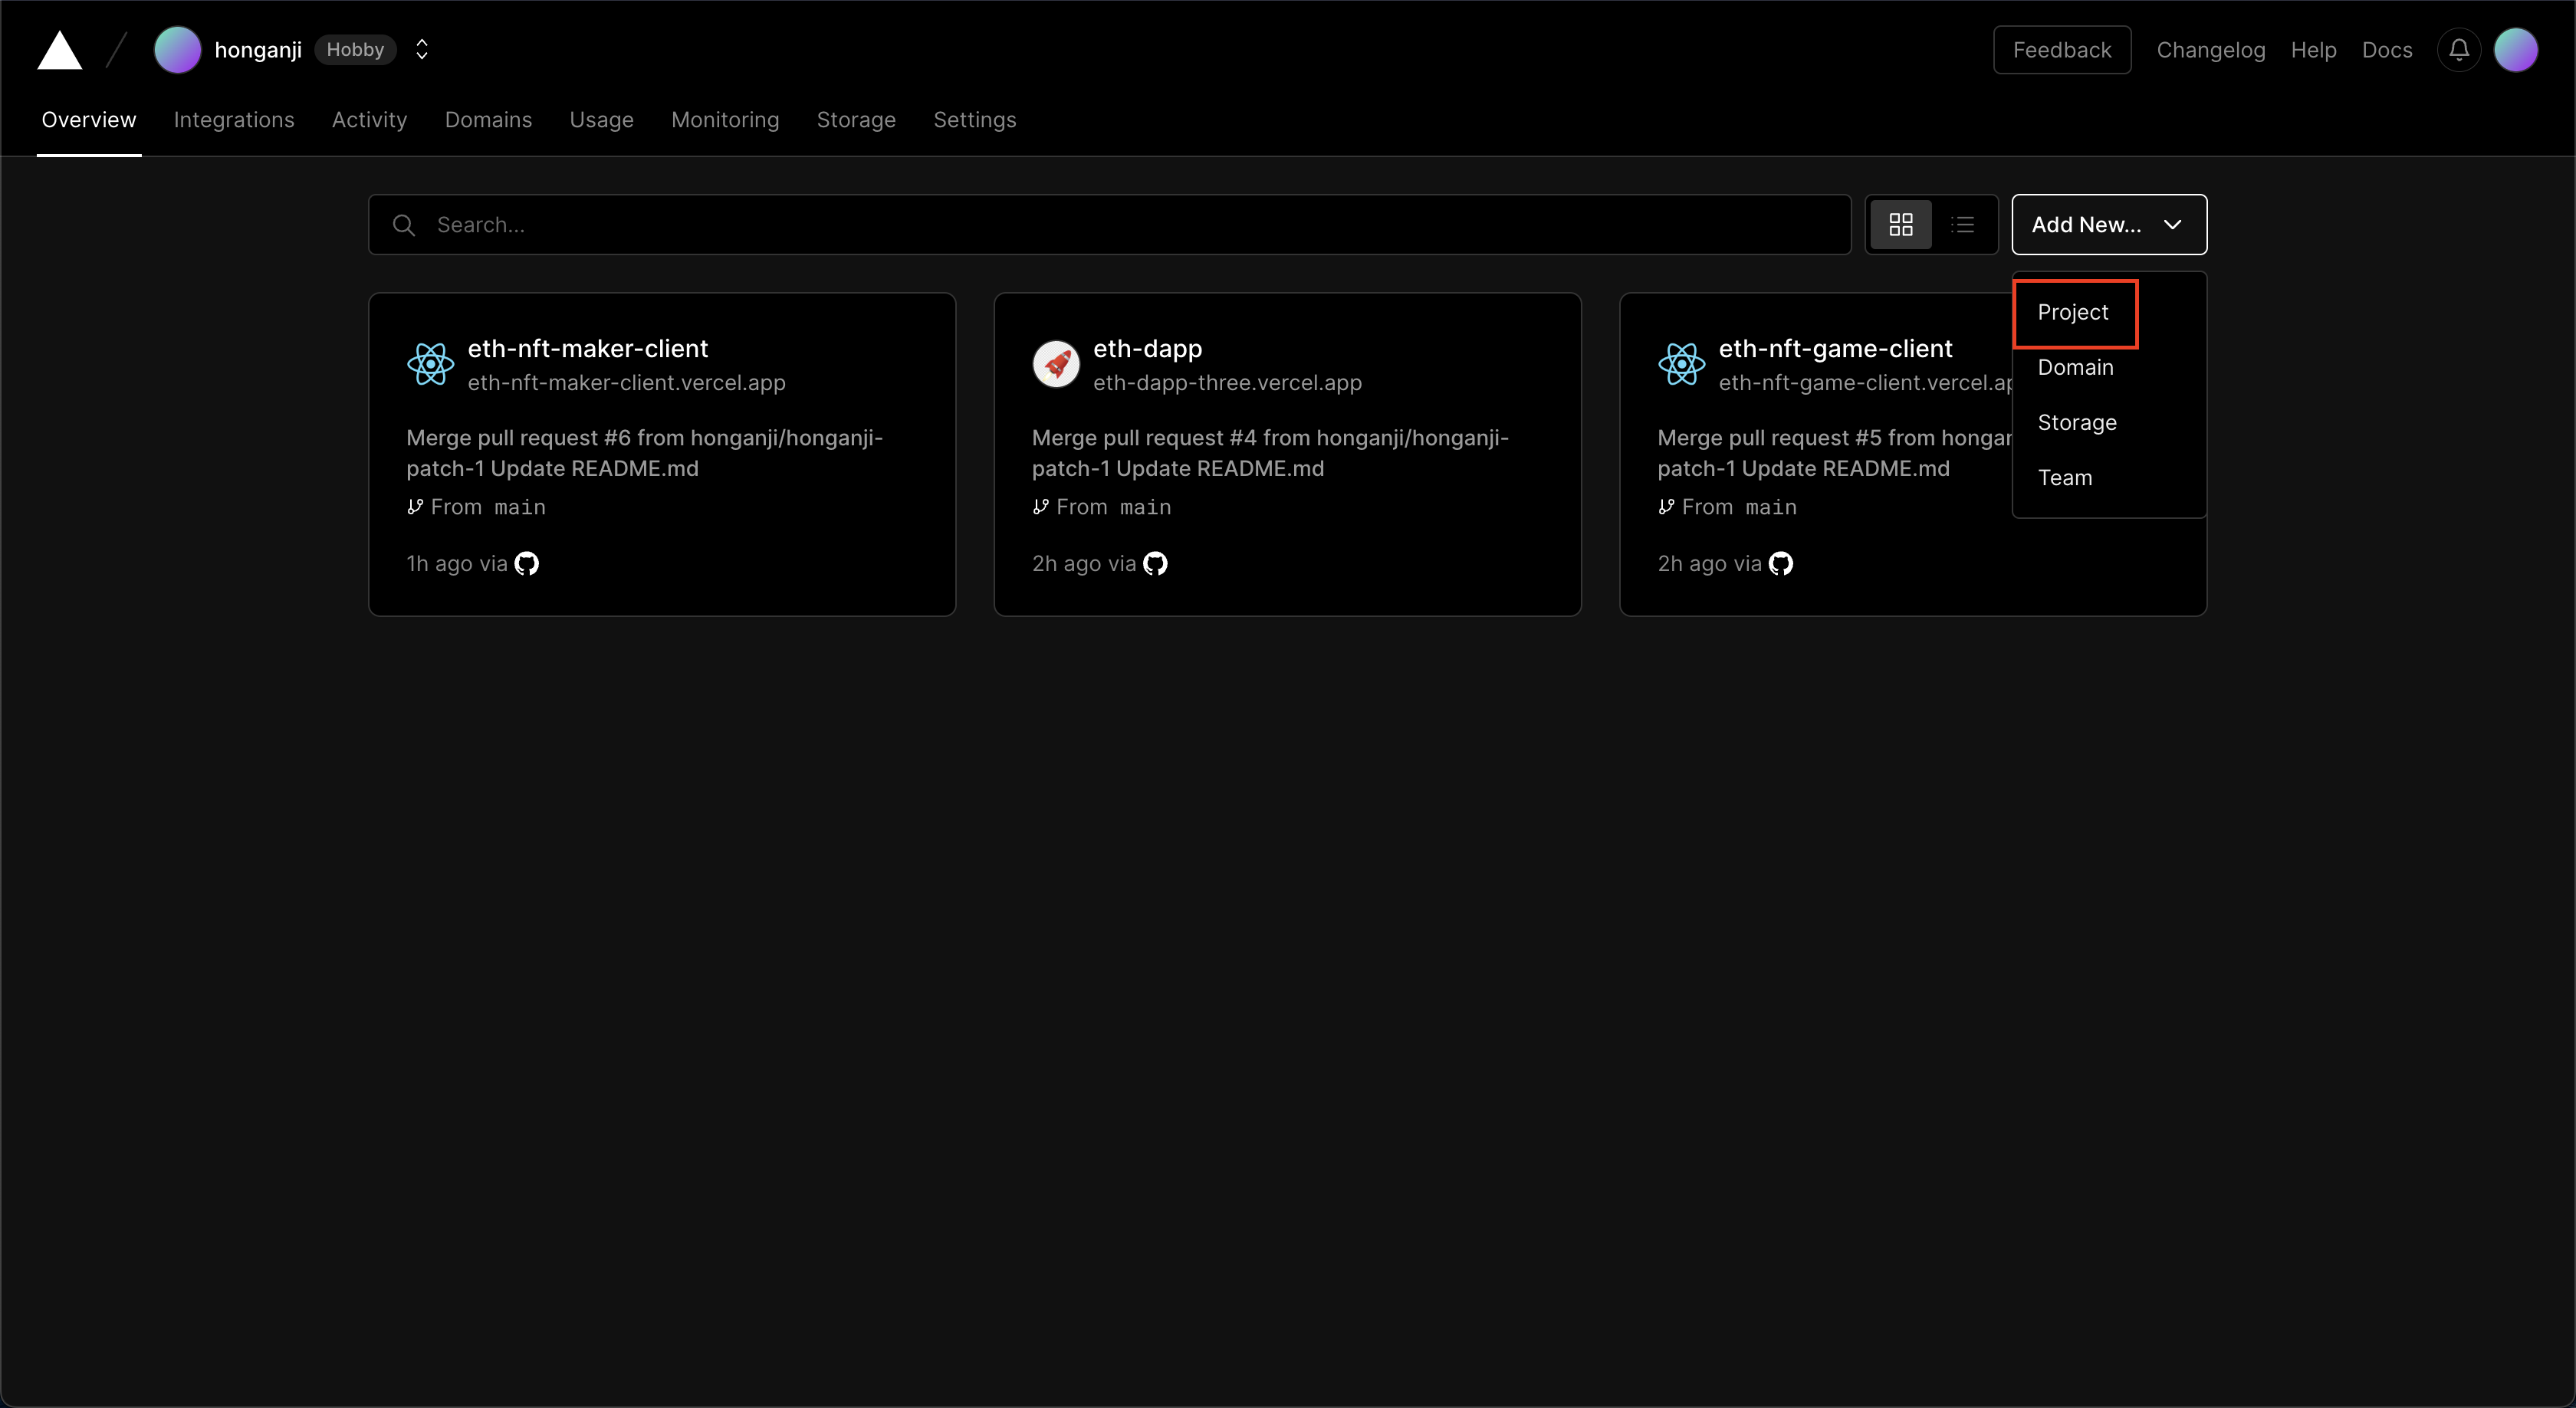 honganji Hobby
Feedback Changelog Help Docs
Overview Integrations Activity Domains Usage Monitoring Storage Settings
Search...
Add New...
Project
Domain
Storage
Team
eth-nft-maker-client
eth-nft-maker-client.vercel.app
Merge pull request #6 from honganji/honganji-
patch-1 Update README.md
From main
1h ago via
eth-dapp
eth-dapp-three.vercel.app
Merge pull request #4 from honganji/honganji-
patch-1 Update README.md
From main
2h ago via
eth-nft-game-client
eth-nft-game-client.vercel.ap
Merge pull request #5 from hongan
patch-1 Update README.md
From main
2h ago via